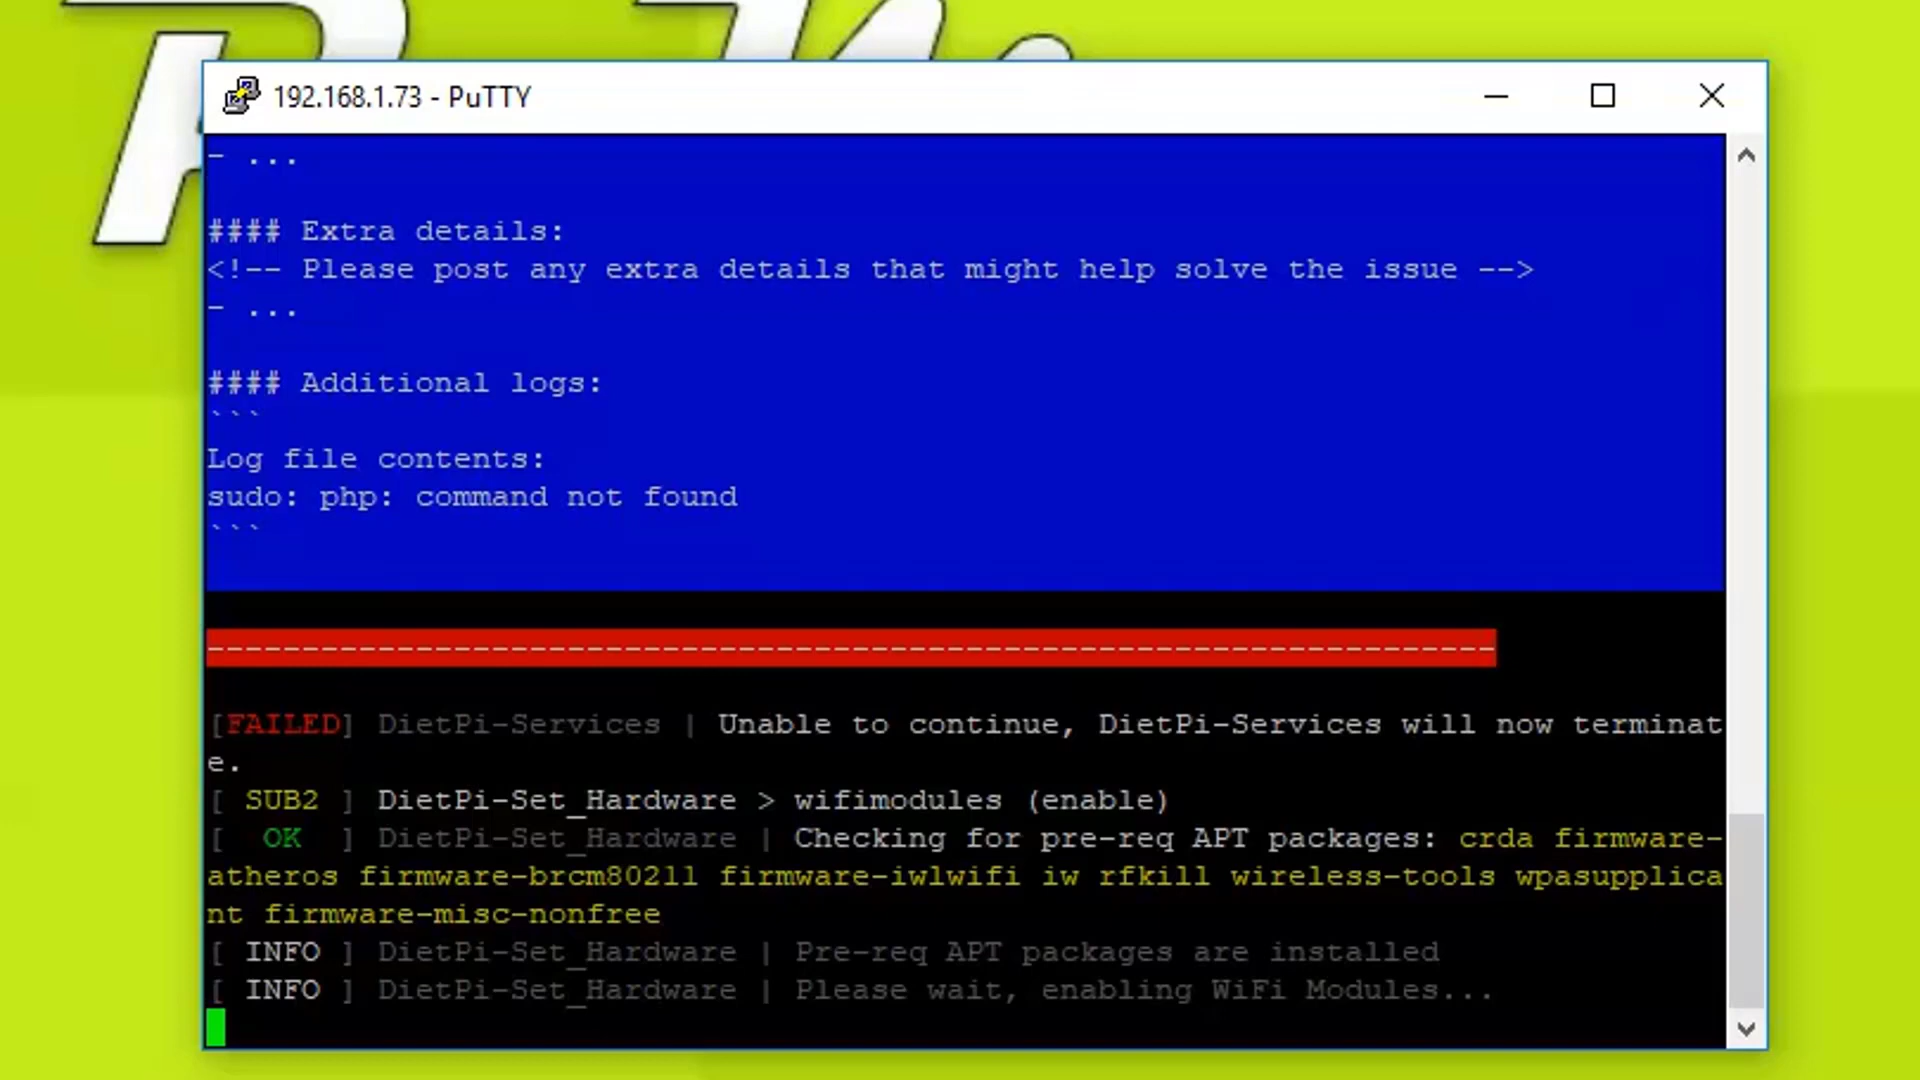 192.168.1.73 - PuTTY
- ...
#### Extra details:
<!-- Please post any extra details that might help solve the issue -->
- ...
#### Additional logs:
```
Log file contents:
sudo: php: command not found
```
--------------------------------------------------------------------
[FAILED] DietPi-Services | Unable to continue, DietPi-Services will now terminat
e.
[ SUB2 ] DietPi-Set_Hardware > wifimodules (enable)
[  OK  ] DietPi-Set_Hardware | Checking for pre-req APT packages: crda firmware-
atheros firmware-brcm80211 firmware-iwlwifi iw rfkill wireless-tools wpasupplica
nt firmware-misc-nonfree
[ INFO ] DietPi-Set_Hardware | Pre-req APT packages are installed
[ INFO ] DietPi-Set_Hardware | Please wait, enabling WiFi Modules...